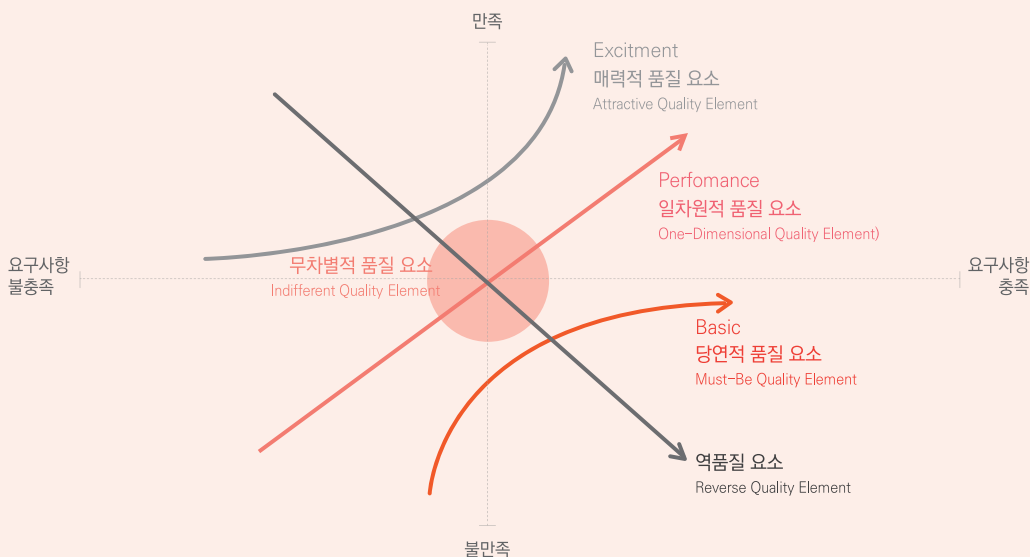 만족
Excitment
매력적 품질 요소
Attractive Quality Element
Perfomance
일차원적 품질 요소
One-Dimensional Quality Element)
요구사항
불충족
무차별적 품질 요소
Indifferent Quality Element
요구사항
충족
Basic
당연적 품질 요소
Must-Be Quality Element
역품질 요소
Reverse Quality Element
불만족